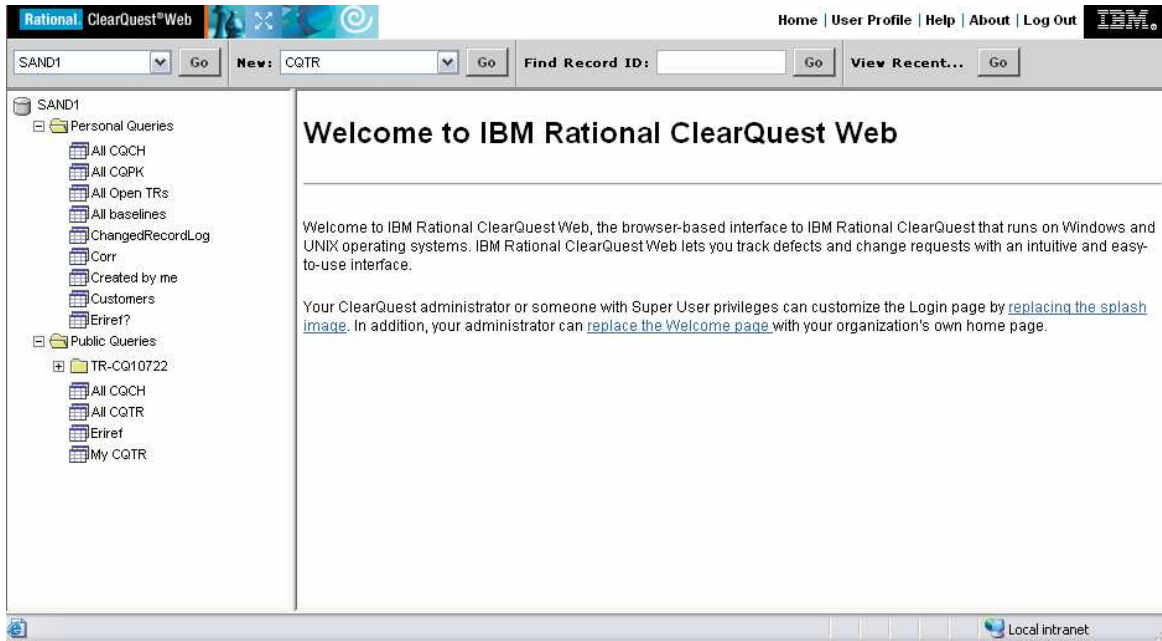 Rational. ClearQuest®Web
Home | User Profile | Help | About | Log Out
IBM®
SAND1 Go New: CQTR Go Find Record ID: Go View Recent... Go
SAND1
Personal Queries
All CQCH
All CQPK
All Open TRs
All baselines
ChangedRecordLog
Corr
Created by me
Customers
Eriref?
Public Queries
TR-CQ10722
All CQCH
All CQTR
Eriref
My CQTR
Welcome to IBM Rational ClearQuest Web
Welcome to IBM Rational ClearQuest Web, the browser-based interface to IBM Rational ClearQuest that runs on Windows and
UNIX operating systems. IBM Rational ClearQuest Web lets you track defects and change requests with an intuitive and easy-
to-use interface.
Your ClearQuest administrator or someone with Super User privileges can customize the Login page by replacing the splash
image. In addition, your administrator can replace the Welcome page with your organization's own home page.
Local intranet